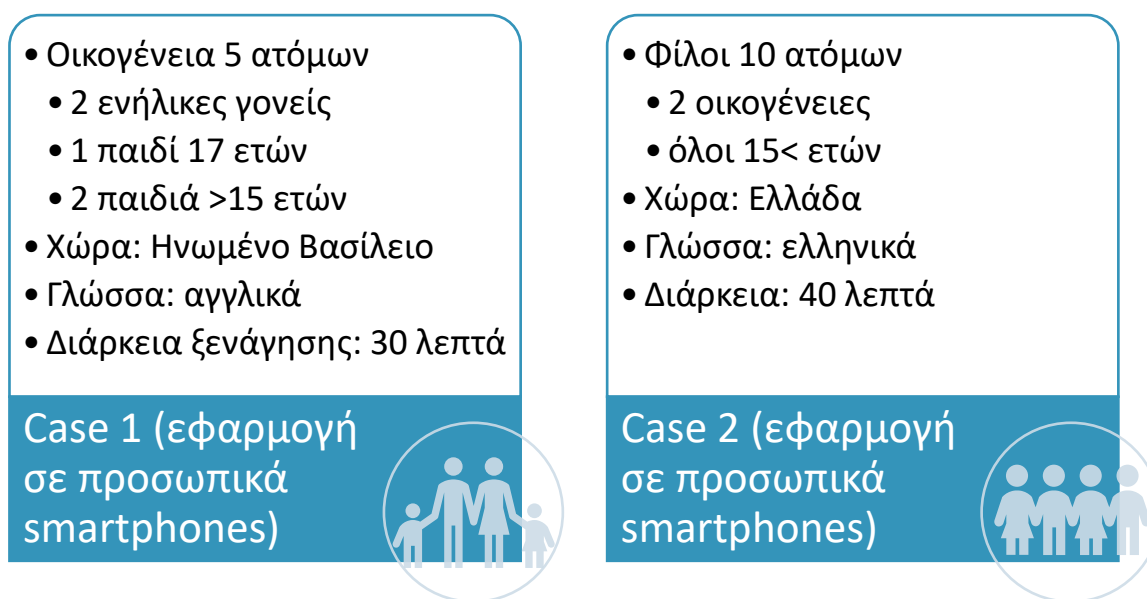 • Οικογένεια 5 ατόμων
• 2 ενήλικες γονείς
• 1 παιδί 17 ετών
• 2 παιδιά >15 ετών
• Χώρα: Ηνωμένο Βασίλειο
• Γλώσσα: αγγλικά
• Διάρκεια ξενάγησης: 30 λεπτά
Case 1 (εφαρμογή
σε προσωπικά
smartphones)
• Φίλοι 10 ατόμων
• 2 οικογένειες
• όλοι 15< ετών
• Χώρα: Ελλάδα
• Γλώσσα: ελληνικά
• Διάρκεια: 40 λεπτά
Case 2 (εφαρμογή
σε προσωπικά
smartphones)